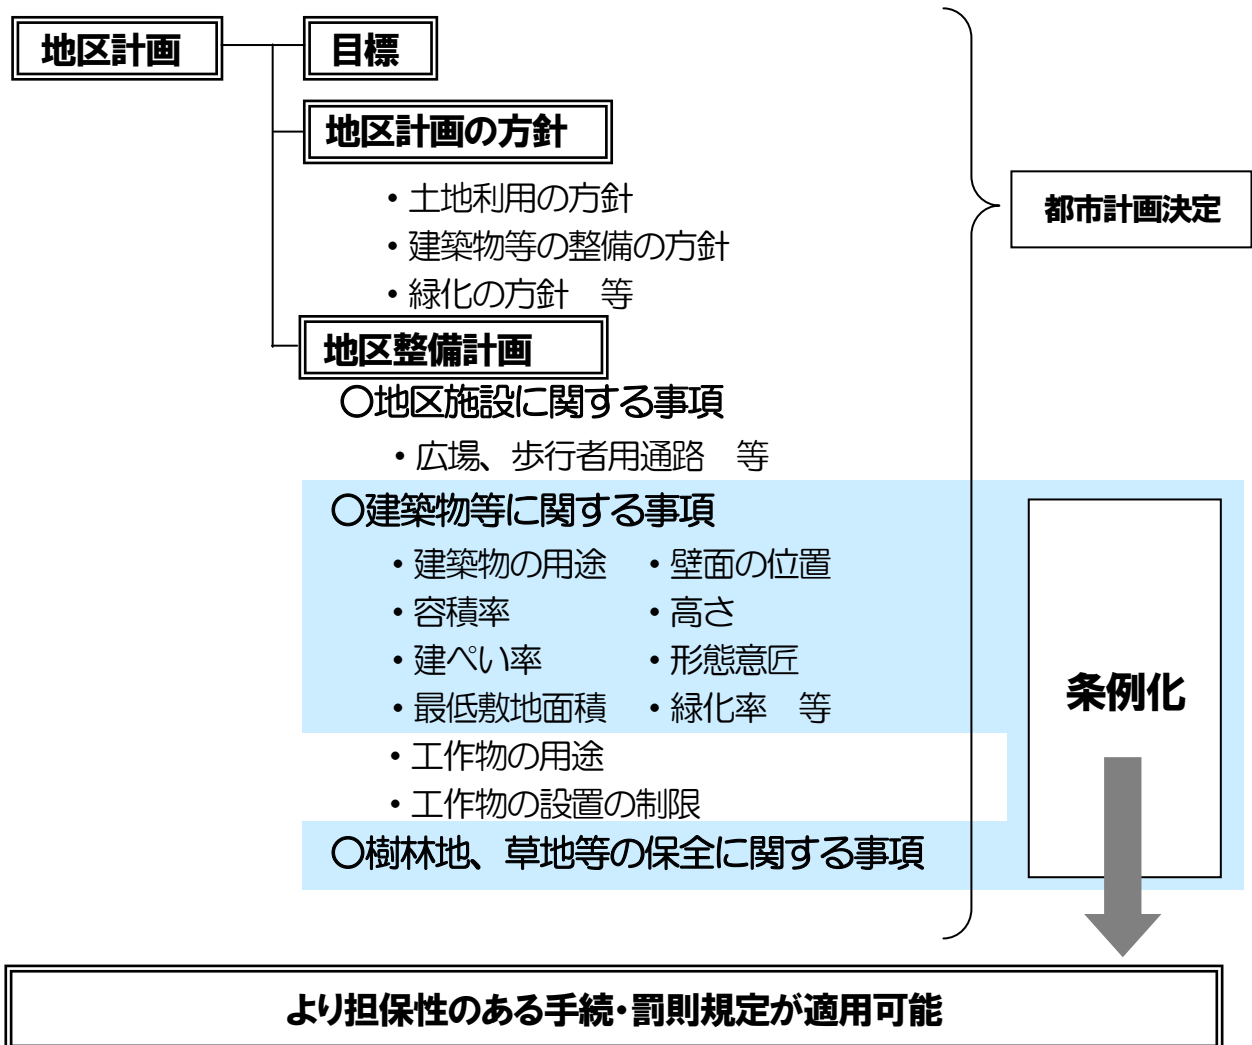 地区計画
目標
地区計画の方針
・土地利用の方針
・建築物等の整備の方針
・緑化の方針　等
都市計画決定
地区整備計画
○地区施設に関する事項
・広場、歩行者用通路　等
○建築物等に関する事項
・建築物の用途　・壁面の位置
・容積率　・高さ
・建ぺい率　・形態意匠
・最低敷地面積　・緑化率　等
・工作物の用途
・工作物の設置の制限
○樹林地、草地等の保全に関する事項
条例化
より担保性のある手続・罰則規定が適用可能